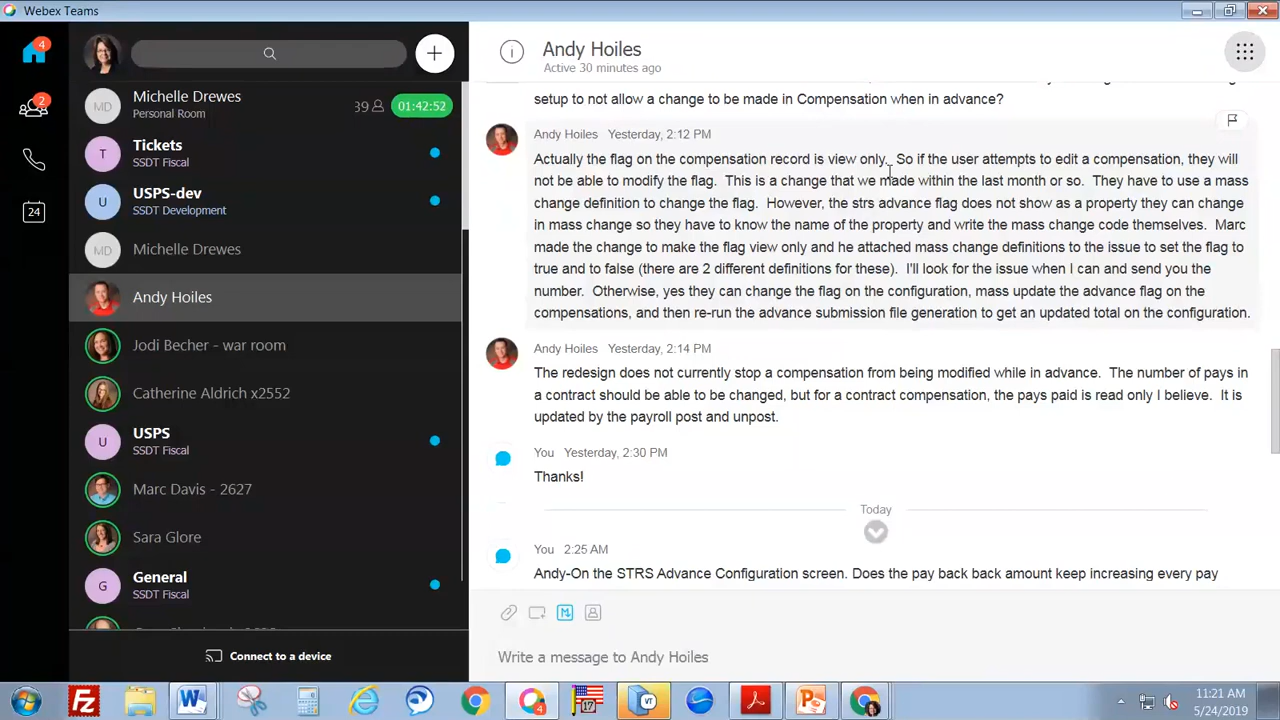 Webex Teams
4
2
24
Michelle Drewes
Personal Room
39
01:42:52
MD
Tickets
SSDT Fiscal
T
USPS-dev
SSDT Development
U
Michelle Drewes
MD
Andy Hoiles
Jodi Becher - war room
Catherine Aldrich x2552
USPS
SSDT Fiscal
U
Marc Davis - 2627
Sara Glore
General
SSDT Fiscal
G
Connect to a device
Andy Hoiles
Active 30 minutes ago
setup to not allow a change to be made in Compensation when in advance?
Andy Hoiles Yesterday, 2:12 PM
Actually the flag on the compensation record is view only. So if the user attempts to edit a compensation, they will
not be able to modify the flag. This is a change that we made within the last month or so. They have to use a mass
change definition to change the flag. However, the strs advance flag does not show as a property they can change
in mass change so they have to know the name of the property and write the mass change code themselves. Marc
made the change to make the flag view only and he attached mass change definitions to the issue to set the flag to
true and to false (there are 2 different definitions for these). I'll look for the issue when I can and send you the
number. Otherwise, yes they can change the flag on the configuration, mass update the advance flag on the
compensations, and then re-run the advance submission file generation to get an updated total on the configuration.
Andy Hoiles Yesterday, 2:14 PM
The redesign does not currently stop a compensation from being modified while in advance. The number of pays in
a contract should be able to be changed, but for a contract compensation, the pays paid is read only I believe. It is
updated by the payroll post and unpost.
You Yesterday, 2:30 PM
Thanks!
Today
You 2:25 AM
Andy-On the STRS Advance Configuration screen. Does the pay back back amount keep increasing every pay
Write a message to Andy Hoiles
11:21 AM
5/24/2019